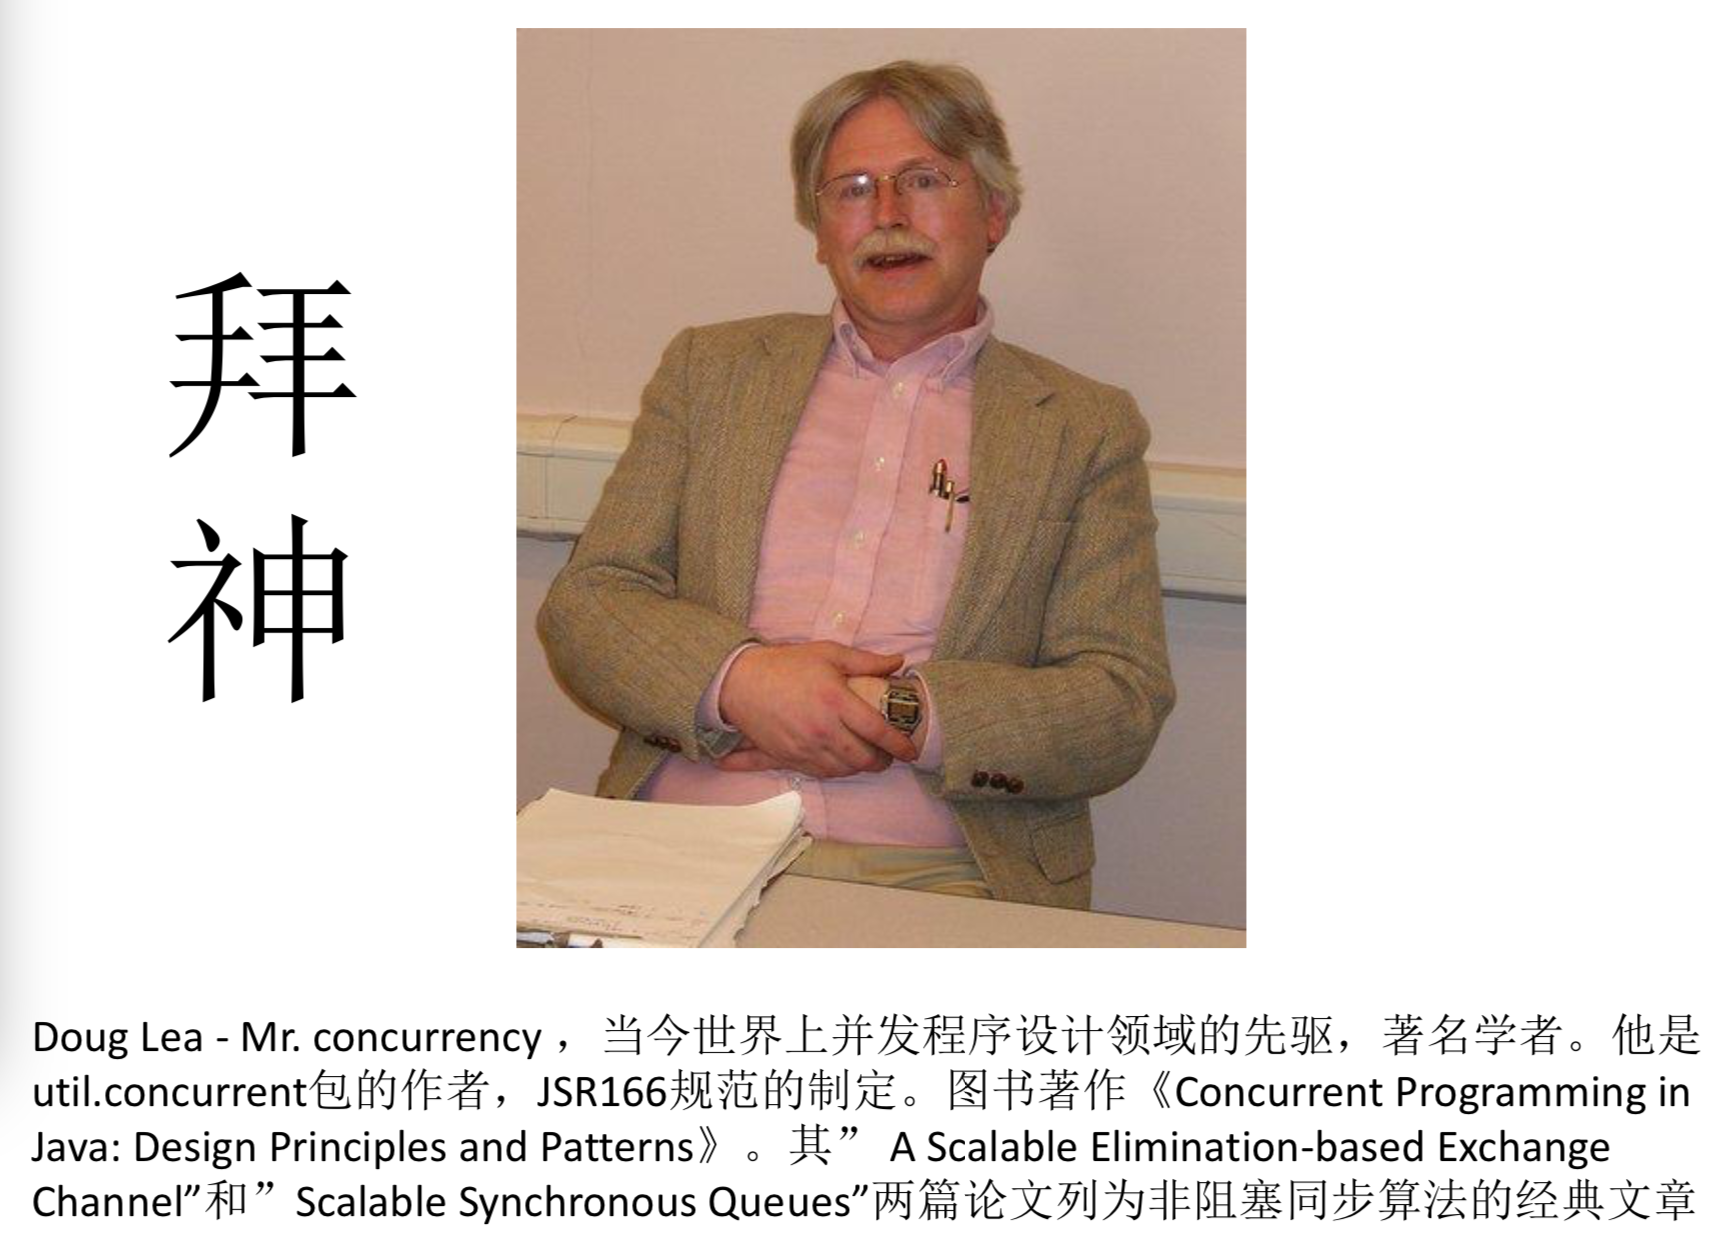 拜
神
Doug Lea - Mr. concurrency ，当今世界上并发程序设计领域的先驱，著名学者。他是
util.concurrent包的作者，JSR166规范的制定。图书著作《Concurrent Programming in
Java: Design Principles and Patterns》。其”A Scalable Elimination-based Exchange
Channel”和”Scalable Synchronous Queues”两篇论文列为非阻塞同步算法的经典文章